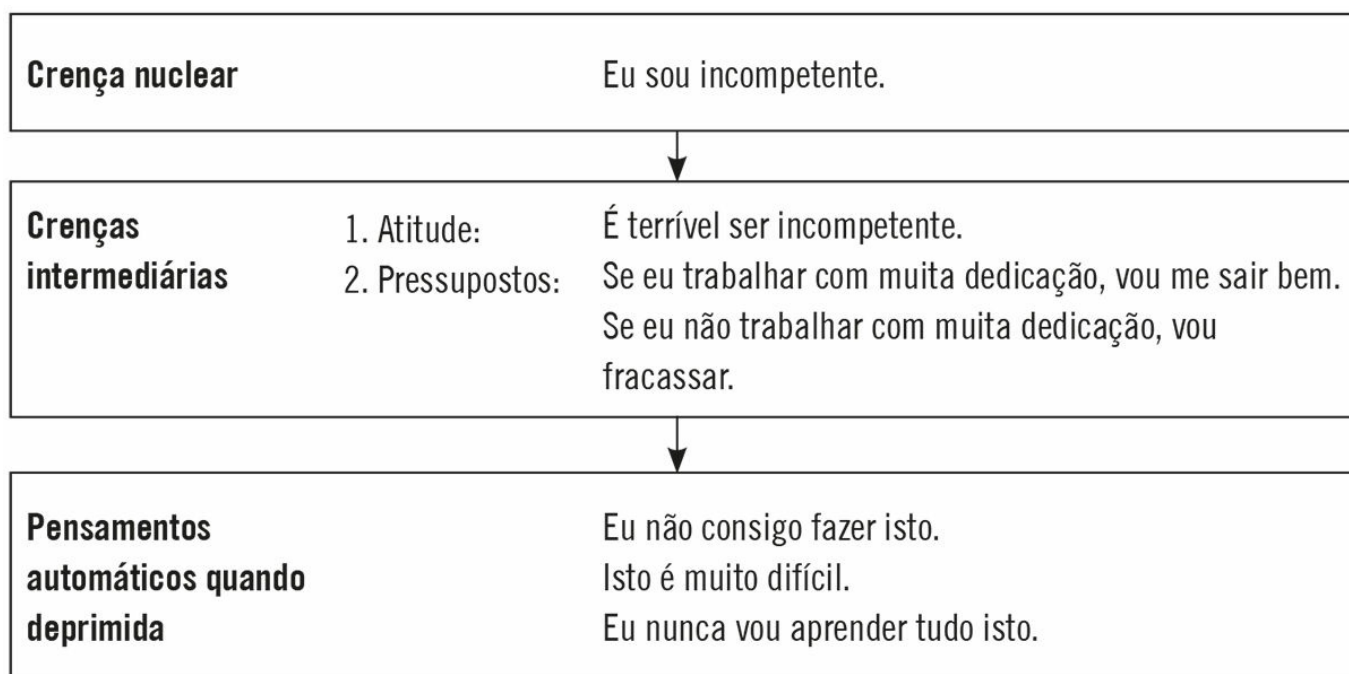 Crença nuclear Eu sou incompetente.
Crenças 1. Atitude: É terrível ser incompetente.
intermediárias 2. Pressupostos: Se eu trabalhar com muita dedicação, vou me sair bem.
Se eu não trabalhar com muita dedicação, vou
fracassar.
Pensamentos Eu não consigo fazer isto.
automáticos quando Isto é muito difícil.
deprimida Eu nunca vou aprender tudo isto.